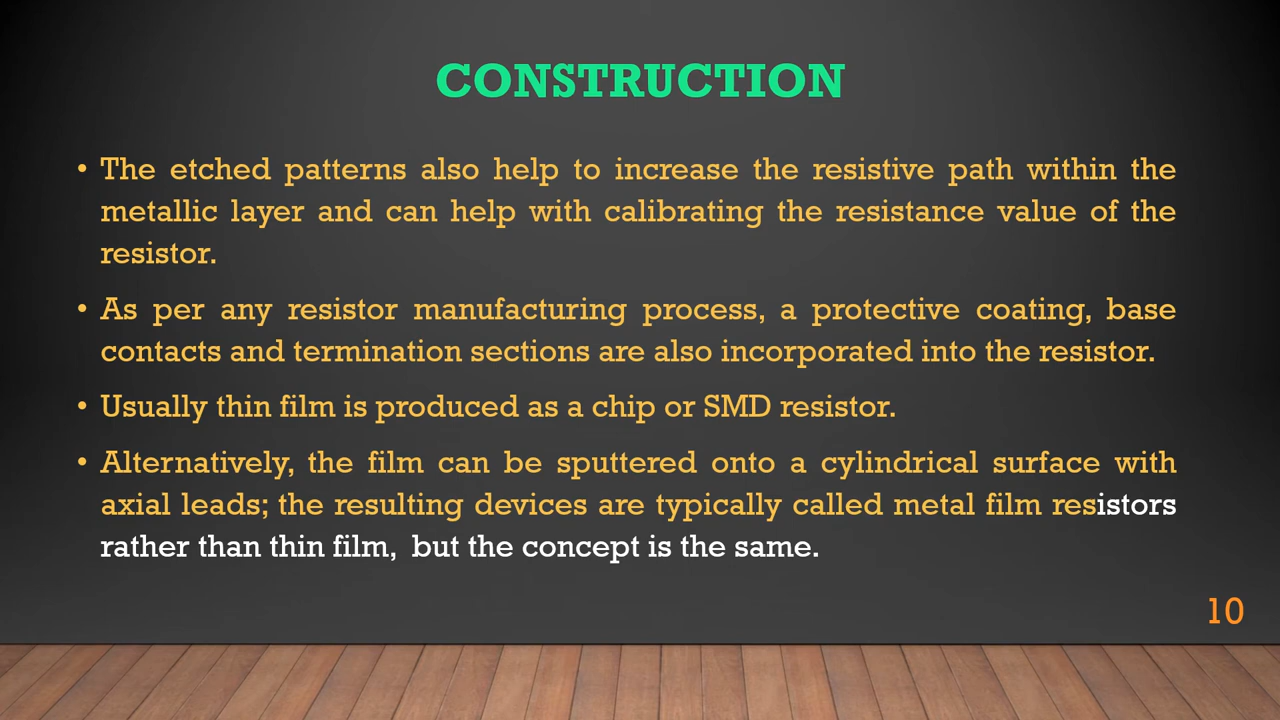 CONSTRUCTION
• The etched patterns also help to increase the resistive path within the
metallic layer and can help with calibrating the resistance value of the
resistor.
• As per any resistor manufacturing process, a protective coating, base
contacts and termination sections are also incorporated into the resistor.
• Usually thin film is produced as a chip or SMD resistor.
• Alternatively, the film can be sputtered onto a cylindrical surface with
axial leads; the resulting devices are typically called metal film resistors
rather than thin film,  but the concept is the same.
10